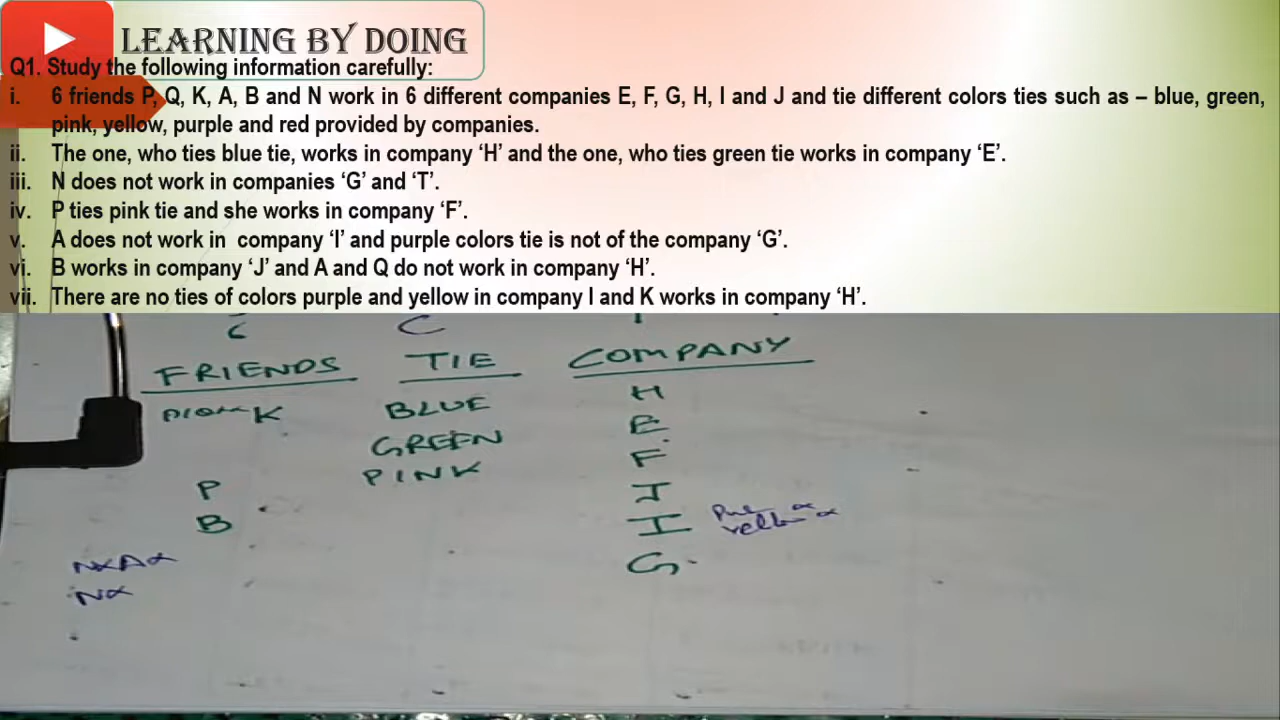 LEARNING BY DOING
Q1. Study the following information carefully:
i. 6 friends P, Q, K, A, B and N work in 6 different companies E, F, G, H, I and J and tie different colors ties such as – blue, green,
pink, yellow, purple and red provided by companies.
ii. The one, who ties blue tie, works in company ‘H’ and the one, who ties green tie works in company ‘E’.
iii. N does not work in companies ‘G’ and ‘T’.
iv. P ties pink tie and she works in company ‘F’.
v. A does not work in company ‘I’ and purple colors tie is not of the company ‘G’.
vi. B works in company ‘J’ and A and Q do not work in company ‘H’.
vii. There are no ties of colors purple and yellow in company I and K works in company ‘H’.
6 C
FRIENDS TIE COMPANY
K BLUE H
GREEN E
P PINK F
B J
I
G